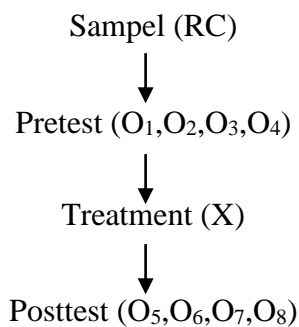 Sampel (RC)
Pretest (O₁,O₂,O₃,O₄)
Treatment (X)
Posttest (O₅,O₆,O₇,O₈)